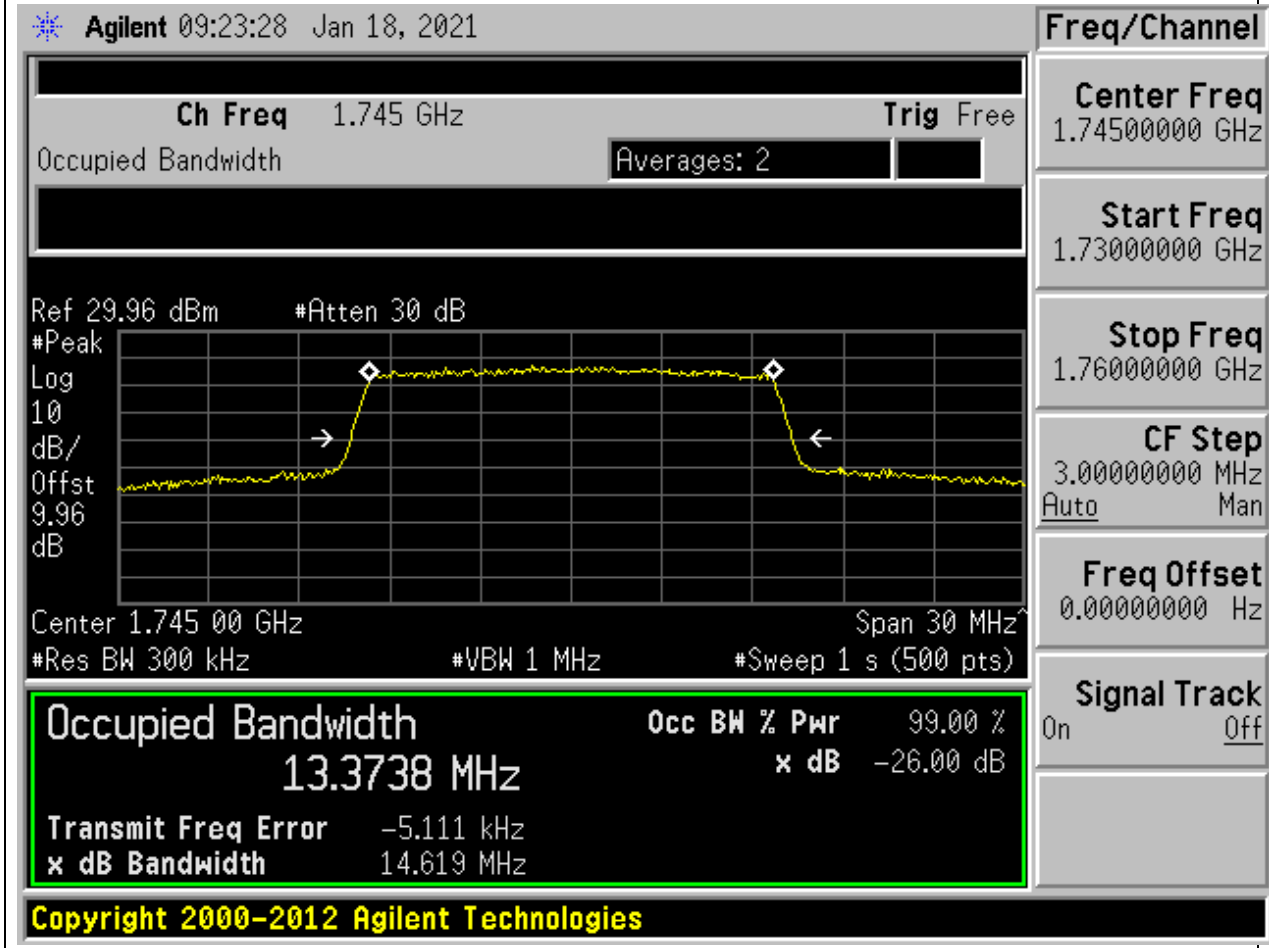 Agilent 09:23:28 Jan 18, 2021
Ch Freq 1.745 GHz Trig Free
Occupied Bandwidth Averages: 2
Ref 29.96 dBm #Atten 30 dB
#Peak
Log
10
dB/
Offst
9.96
dB
Center 1.745 00 GHz Span 30 MHz^
#Res BW 300 kHz #VBW 1 MHz #Sweep 1 s (500 pts)
Occupied Bandwidth Occ BW % Pwr 99.00 %
13.3738 MHz x dB -26.00 dB
Transmit Freq Error -5.111 kHz
x dB Bandwidth 14.619 MHz
Copyright 2000-2012 Agilent Technologies
Freq/Channel
Center Freq
1.74500000 GHz
Start Freq
1.73000000 GHz
Stop Freq
1.76000000 GHz
CF Step
3.00000000 MHz
Auto Man
Freq Offset
0.00000000 Hz
Signal Track
On Off